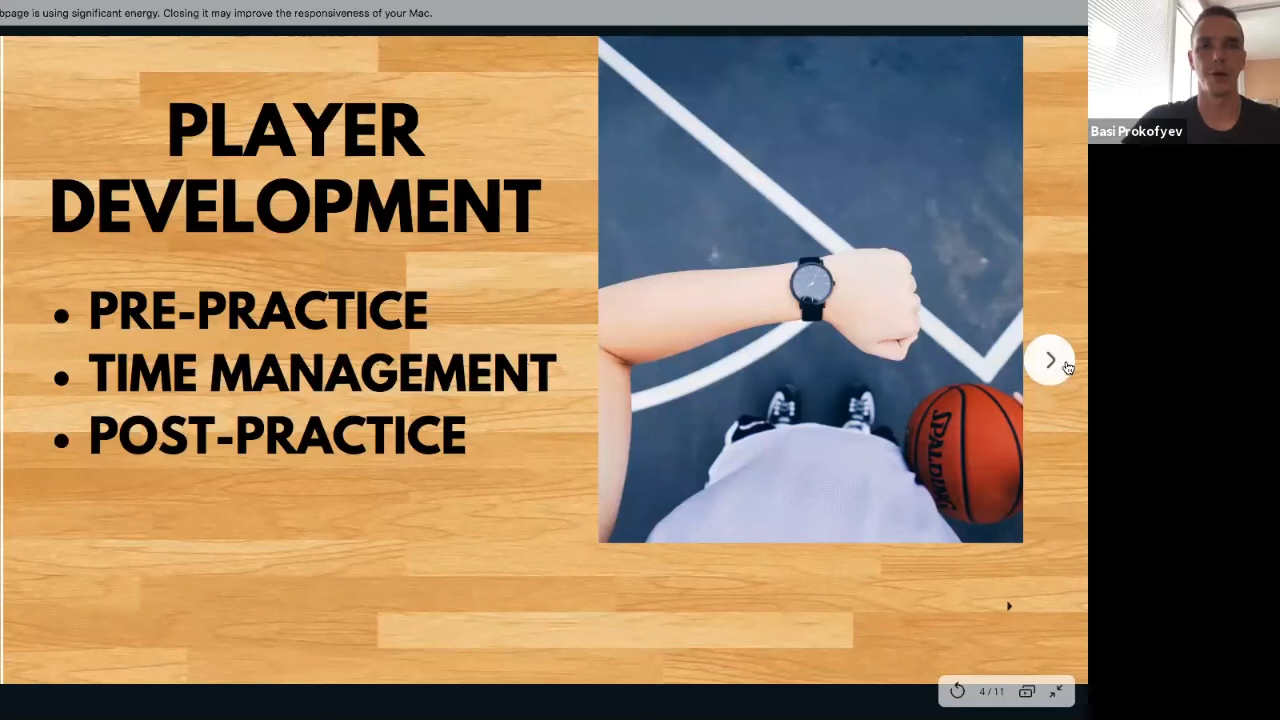 bpage is using significant energy. Closing it may improve the responsiveness of your Mac.
PLAYER
DEVELOPMENT
• PRE-PRACTICE
• TIME MANAGEMENT
• POST-PRACTICE
SPALDING
Basi Prokofyev
4 / 11